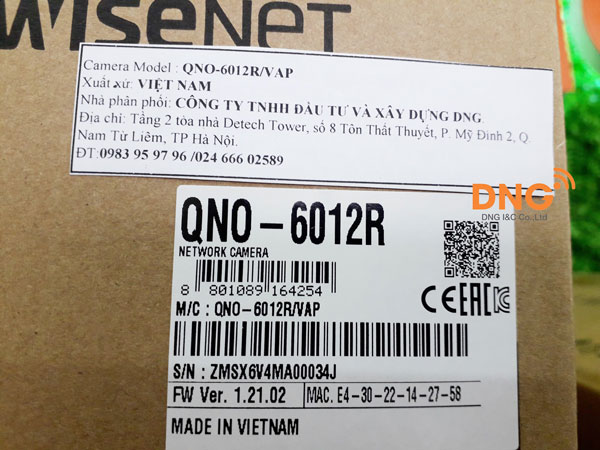 WISENET
Camera Model : QNO-6012R/VAP
Xuất xứ: VIỆT NAM
Nhà phân phối: CÔNG TY TNHH ĐẦU TƯ VÀ XÂY DỰNG DNG.
Địa chỉ: Tầng 2 tòa nhà Detech Tower, số 8 Tôn Thất Thuyết, P. Mỹ Đình 2, Q.
Nam Từ Liêm, TP Hà Nội.
ĐT:0983 95 97 96 /024 666 02589
DNG
DNG I&C Co.,Ltd
QNO-6012R
NETWORK CAMERA
8 801089 164254
M/C : QNO-6012R/VAP
CE EAC KC
S/N : ZMSX6V4MA00034J
FW Ver. 1.21.02 MAC. E4-30-22-14-27-58
MADE IN VIETNAM